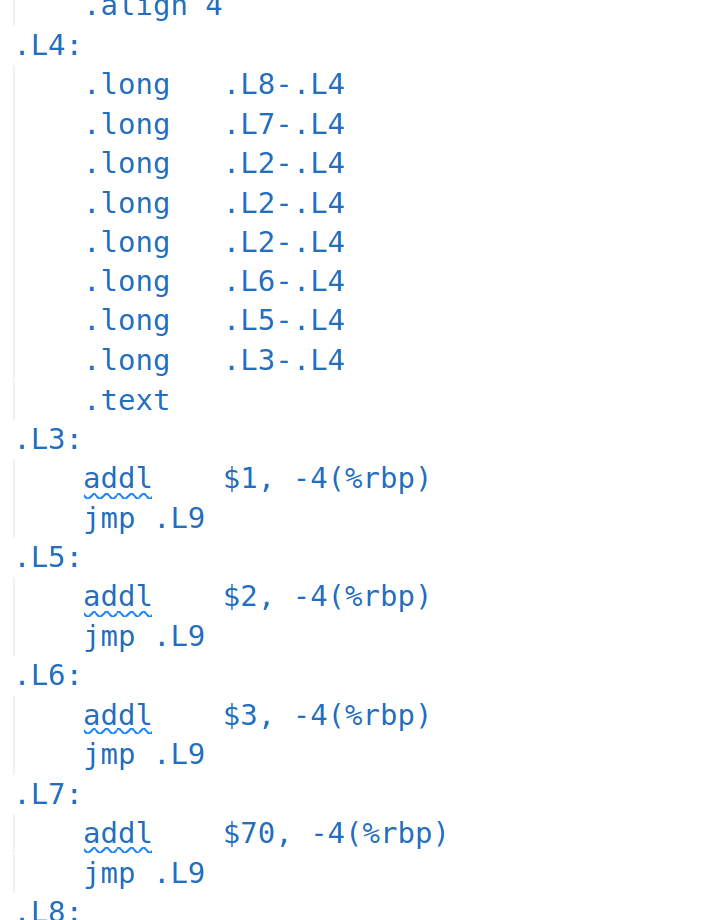 .align 4
.L4:
.long .L8-.L4
.long .L7-.L4
.long .L2-.L4
.long .L2-.L4
.long .L2-.L4
.long .L6-.L4
.long .L5-.L4
.long .L3-.L4
.text
.L3:
addl $1, -4(%rbp)
jmp .L9
.L5:
addl $2, -4(%rbp)
jmp .L9
.L6:
addl $3, -4(%rbp)
jmp .L9
.L7:
addl $70, -4(%rbp)
jmp .L9
.L8: